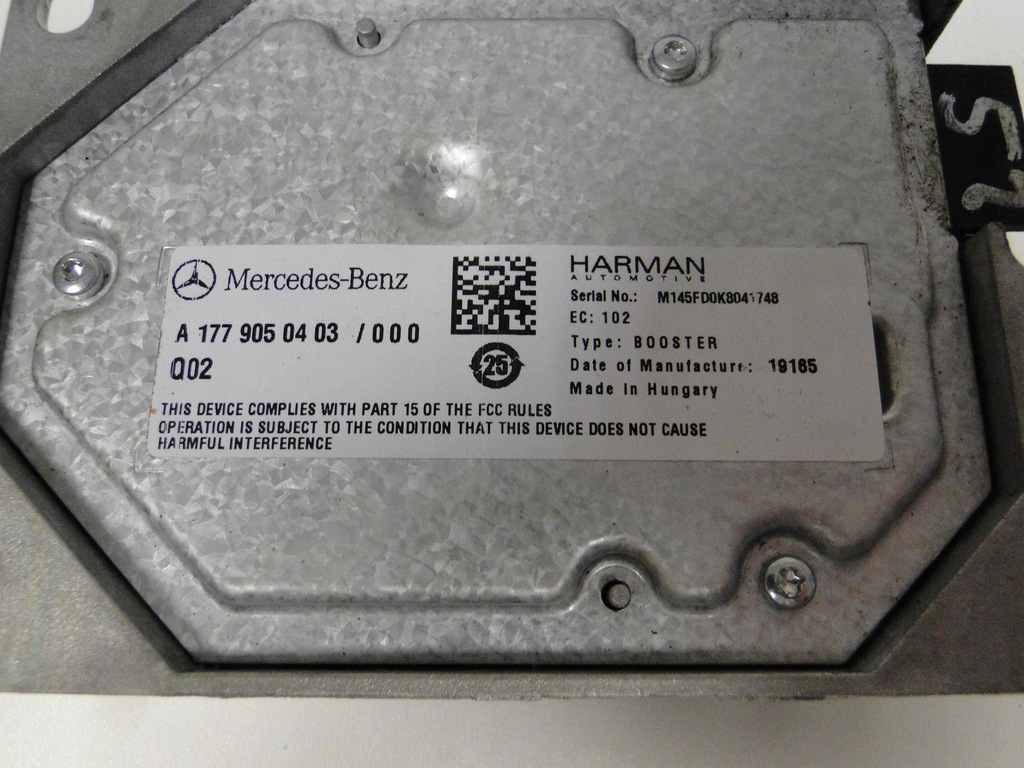 Mercedes-Benz
A 177 905 04 03 /000
Q02
25
HARMAN
AUTOMOTIVE
Serial No.: M145FD0K8041748
EC: 102
Type: BOOSTER
Date of Manufacture: 19165
Made in Hungary
THIS DEVICE COMPLIES WITH PART 15 OF THE FCC RULES
OPERATION IS SUBJECT TO THE CONDITION THAT THIS DEVICE DOES NOT CAUSE
HARMFUL INTERFERENCE